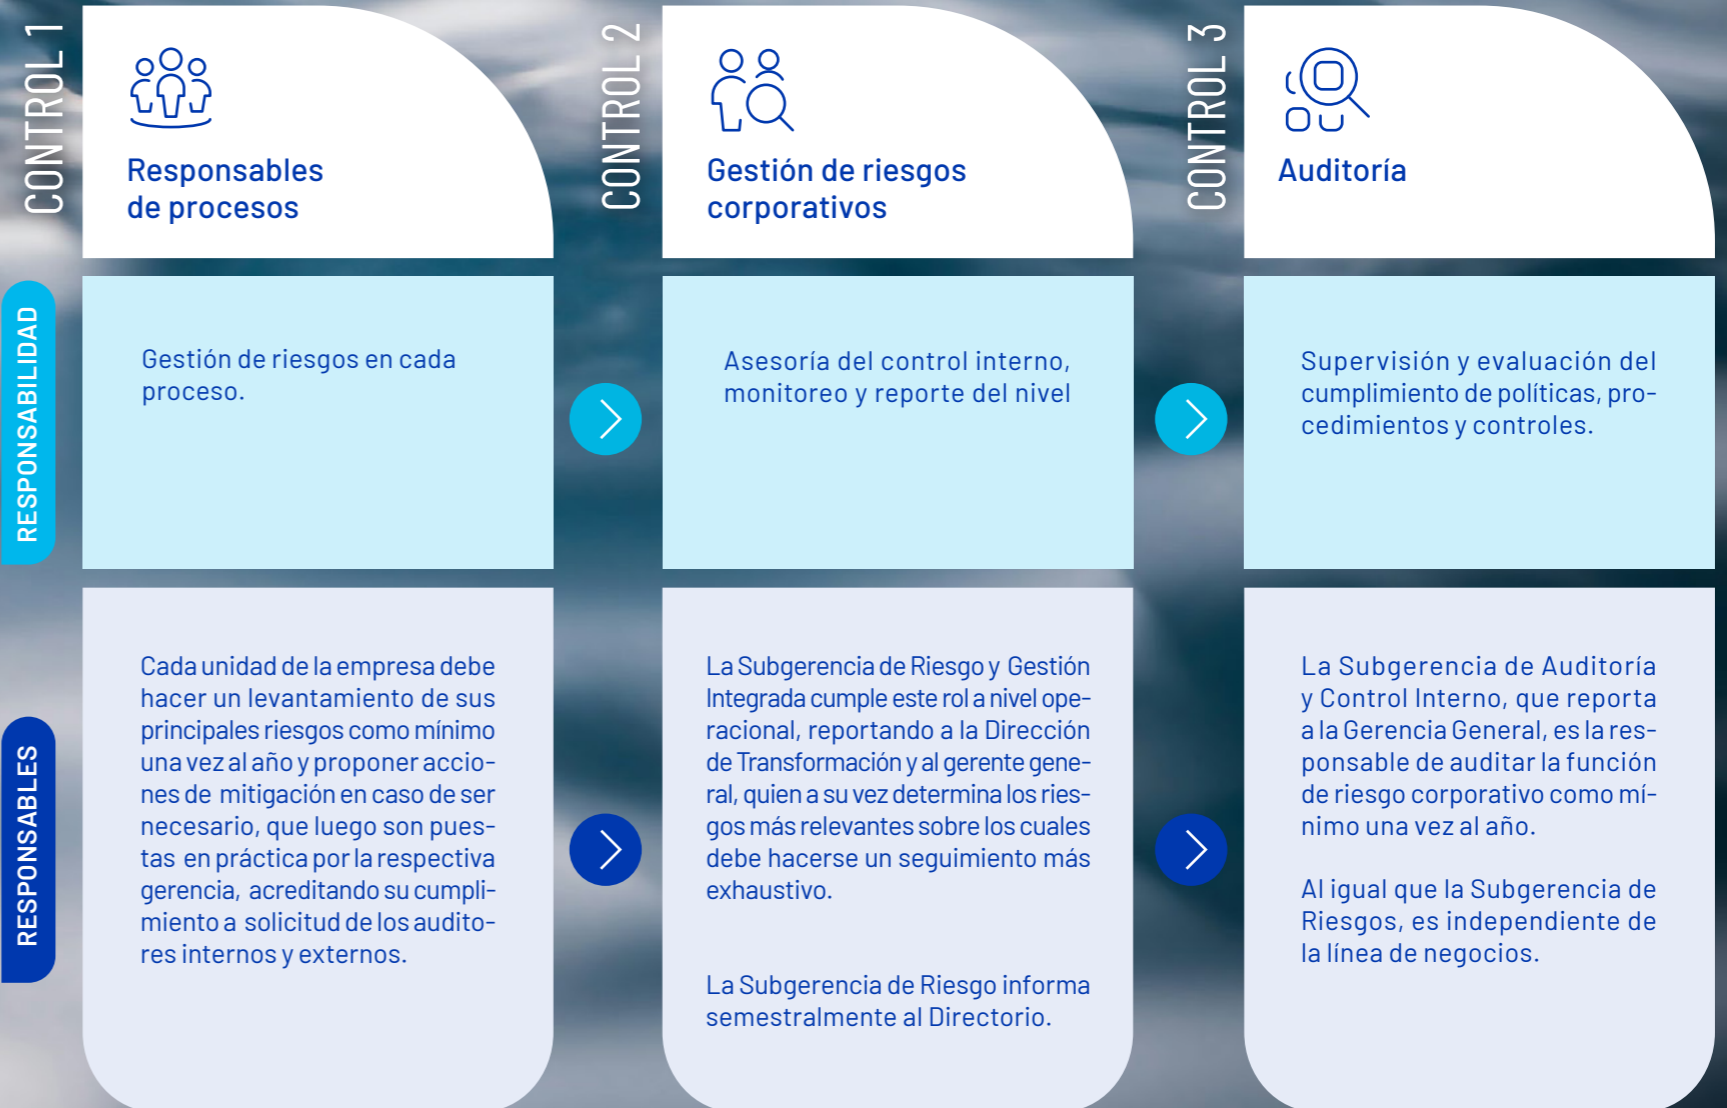 CONTROL 1
Responsables
de procesos
CONTROL 2
Gestión de riesgos
corporativos
CONTROL 3
Auditoría
RESPONSABILIDAD
Gestión de riesgos en cada
proceso.
Asesoría del control interno,
monitoreo y reporte del nivel
Supervisión y evaluación del
cumplimiento de políticas, pro-
cedimientos y controles.
RESPONSABLES
Cada unidad de la empresa debe
hacer un levantamiento de sus
principales riesgos como mínimo
una vez al año y proponer accio-
nes de mitigación en caso de ser
necesario, que luego son pues-
tas en práctica por la respectiva
gerencia, acreditando su cumpli-
miento a solicitud de los audito-
res internos y externos.
La Subgerencia de Riesgo y Gestión
Integrada cumple este rol a nivel ope-
racional, reportando a la Dirección
de Transformación y al gerente gene-
ral, quien a su vez determina los ries-
gos más relevantes sobre los cuales
debe hacerse un seguimiento más
exhaustivo.
La Subgerencia de Riesgo informa
semestralmente al Directorio.
La Subgerencia de Auditoría
y Control Interno, que reporta
a la Gerencia General, es la res-
ponsable de auditar la función
de riesgo corporativo como mí-
nimo una vez al año.
Al igual que la Subgerencia de
Riesgos, es independiente de
la línea de negocios.